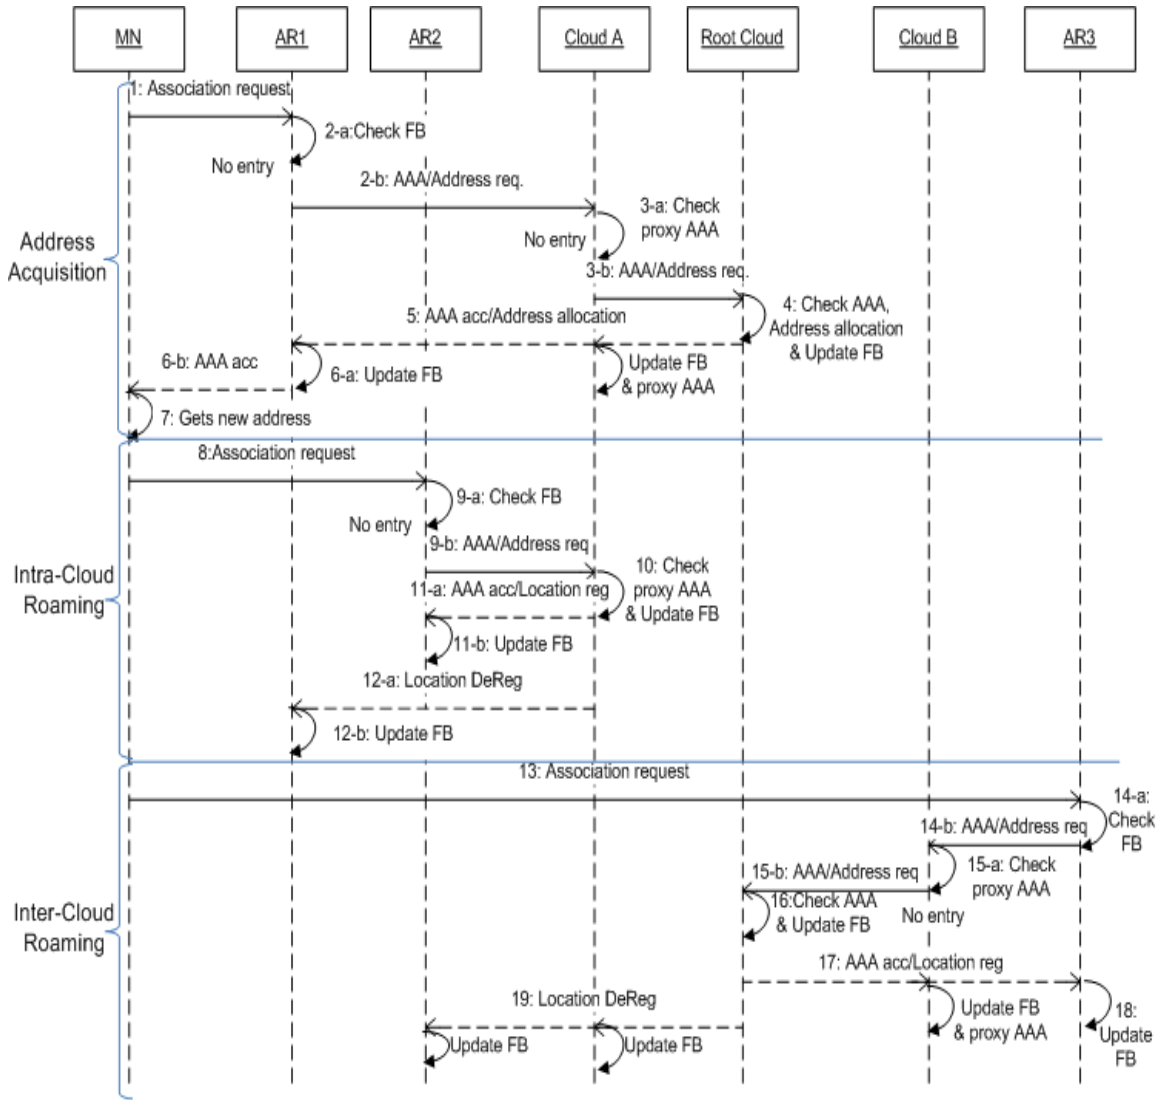 MN
AR1
AR2
Cloud A
Root Cloud
Cloud B
AR3
1: Association request
2-a:Check FB
No entry
2-b: AAA/Address req.
3-a: Check
proxy AAA
No entry
3-b: AAA/Address req.
Address
Acquisition
4: Check AAA,
Address allocation
& Update FB
5: AAA acc/Address allocation
Update FB
& proxy AAA
6-b: AAA acc
6-a: Update FB
7: Gets new address
8:Association request
9-a: Check FB
No entry
9-b: AAA/Address req
10: Check
proxy AAA
& Update FB
Intra-Cloud
Roaming
11-a: AAA acc/Location reg
11-b: Update FB
12-a: Location DeReg
12-b: Update FB
13: Association request
14-a:
Check
FB
14-b: AAA/Address req
15-a: Check
proxy AAA
15-b: AAA/Address req
16:Check AAA
& Update FB
No entry
Inter-Cloud
Roaming
17: AAA acc/Location reg
Update FB
& proxy AAA
18:
Update
FB
19: Location DeReg
Update FB
Update FB